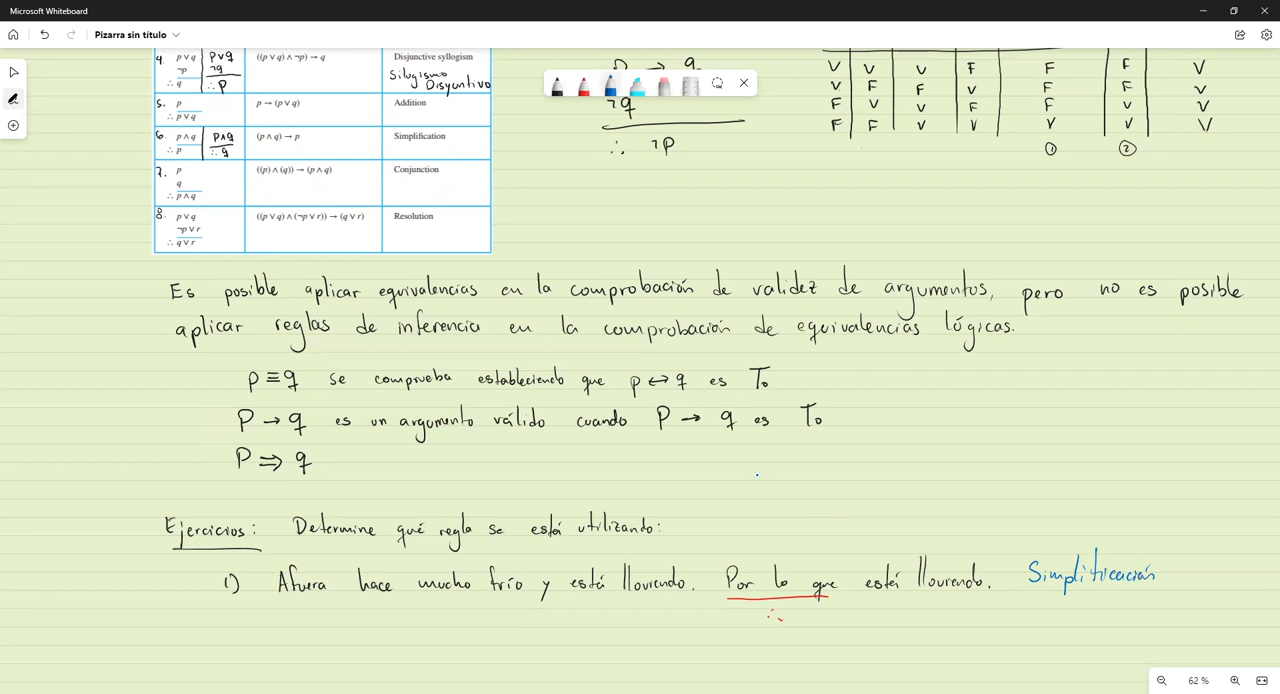 Microsoft Whiteboard
Pizarra sin título
4. p ∨ q | p∨q ((p ∨ q) ∧ ¬p) → q Disjunctive syllogism
¬p | ¬q Silogismo
∴ q | ∴ P Disyuntivo
5. p p → (p ∨ q) Addition
∴ p ∨ q
6. p ∧ q | p∧q (p ∧ q) → p Simplification
∴ p | ∴ q
7. p ((p) ∧ (q)) → (p ∧ q) Conjunction
q
∴ p ∧ q
8. p ∨ q ((p ∨ q) ∧ (¬p ∨ r)) → (q ∨ r) Resolution
¬p ∨ r
∴ q ∨ r
p → q
¬q
∴ ¬p
V V V F F F V
V F F V F F V
F V V F F V V
F F V V V V V
① ②
Es posible aplicar equivalencias en la comprobación de validez de argumentos, pero no es posible
aplicar reglas de inferencia en la comprobación de equivalencias lógicas.
p ≡ q se comprueba estableciendo que p ↔ q es To
P → q es un argumento válido cuando P → q es To
P ⇒ q
Ejercicios: Determine qué regla se está utilizando:
1) Afuera hace mucho frío y está lloviendo. Por lo que está lloviendo. Simplificación
∴
62 %